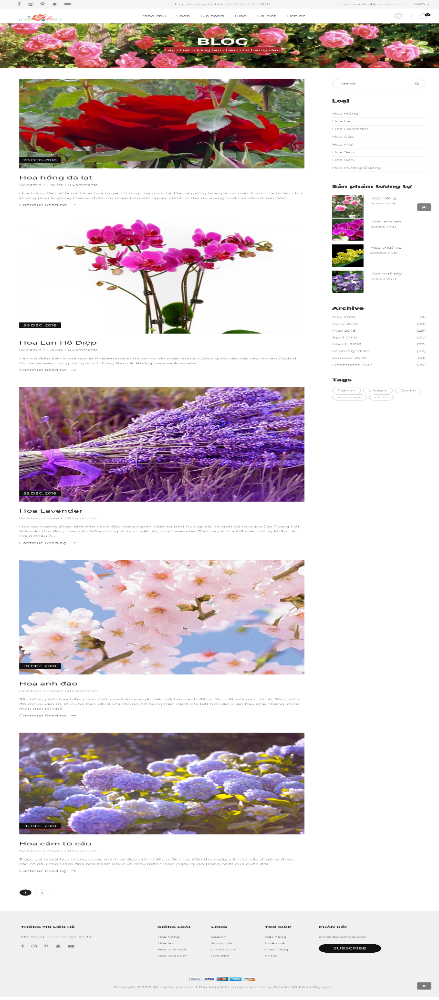 Free shipping với hóa đơn trên 1 triệu VNĐ
VND
Trang chủ
Shop
Giỏ hàng
Blog
Chi tiết
Liên hệ
0
BLOG
Lấy chất lượng làm tiêu chí hàng đầu
Search
Loại
Hoa Hồng
Hoa Lan
Hoa Lavender
Hoa Cúc
Hoa Mai
Hoa Sen
Hoa Sen
Hoa Hướng Dương
28 DEC, 2018
Hoa hồng đà lạt
By Admin | Flower | 0 Comments
Hoa hồng Đà Lạt là một loại hoa truyền thống của nước ta. Đây là giống hoa gốc có mặt ở nước ta từ lâu chứ
không phải là giống hoa có được du nhập từ nước ngoài, chính vì thế nó mang một nét đẹp thuần Việt
Continue Reading
Sản phẩm tương tự
Hoa hồng
Hoa linh lan
180000 VNĐ
Hoa thuỷ vu
200000 VNĐ
Hoa huệ tây
150000 VNĐ
26 DEC, 2018
Hoa Lan Hồ Điệp
By Admin | Flower | 0 Comments
Lan hồ điệp (tên khoa học là Phalaenopsis) thuộc họ lớn nhất trong vương quốc các loại cây, họ lan Orchid
Orchidaceae, có nguồn gốc từ Đông Nam Á, Philippines và Australia
Continue Reading
Archive
July 2018 (9)
June 2018 (39)
May 2018 (29)
April 2018 (35)
March 2018 (22)
February 2018 (32)
January 2018 (21)
December 2017 (26)
Tags
Fashion
Lifestyle
Denim
Streetstyle
Crafts
22 DEC, 2018
Hoa Lavender
By Admin | Flower | 8 Comments
Hoa oải hương được biết đến cách đây hàng nghìn năm từ thời Hy Lạp cổ, có xuất xứ từ vùng Địa Trung Hải.
Với màu tím lãng mạn và những công dụng tuyệt vời, hoa Lavender được người La Mã gieo trồng khắp các
nơi ở Châu Âu
Continue Reading
18 DEC, 2018
Hoa anh đào
By Admin | Flower | 8 Comments
Sắc hồng phớt hay trắng tinh khôi của loài hoa gắn liền với hình ảnh đất nước mặt trời mọc, Nhật Bản, luôn
đủ sức quyến rũ, lôi cuốn bạn kể cả khi chúng nở bung trên cành khi tiết trời vào xuân hay nhẹ nhàng, mơn
man trên lối nhỏ
Continue Reading
16 DEC, 2018
Hoa cẩm tú cầu
By Admin | Flower | 8 Comments
Được coi là loài hoa mang trong mình vẻ đẹp tinh khiết, mộc mạc đến thơ ngây, cẩm tú cầu thường được
các cô dâu chọn làm đóa hoa hạnh phúc và may mắn trong ngày quan trọng nhất của cuộc đời
Continue Reading
1
2
THÔNG TIN LIÊN HỆ
GIỐNG LOÀI
Hoa hồng
Hoa lan
Hoa mặt trời
Hoa lavander
LINKS
Search
About Us
Contact Us
Returns
TRỢ GIÚP
Đặt hàng
Hoàn trả
Giao hàng
FAQs
PHẢN HỒI
email@example.com
SUBSCRIBE
PayPal
VISA
Copyright © 2019 All rights reserved. | This template is made with ♡ by Colorlib && MichelNguyen